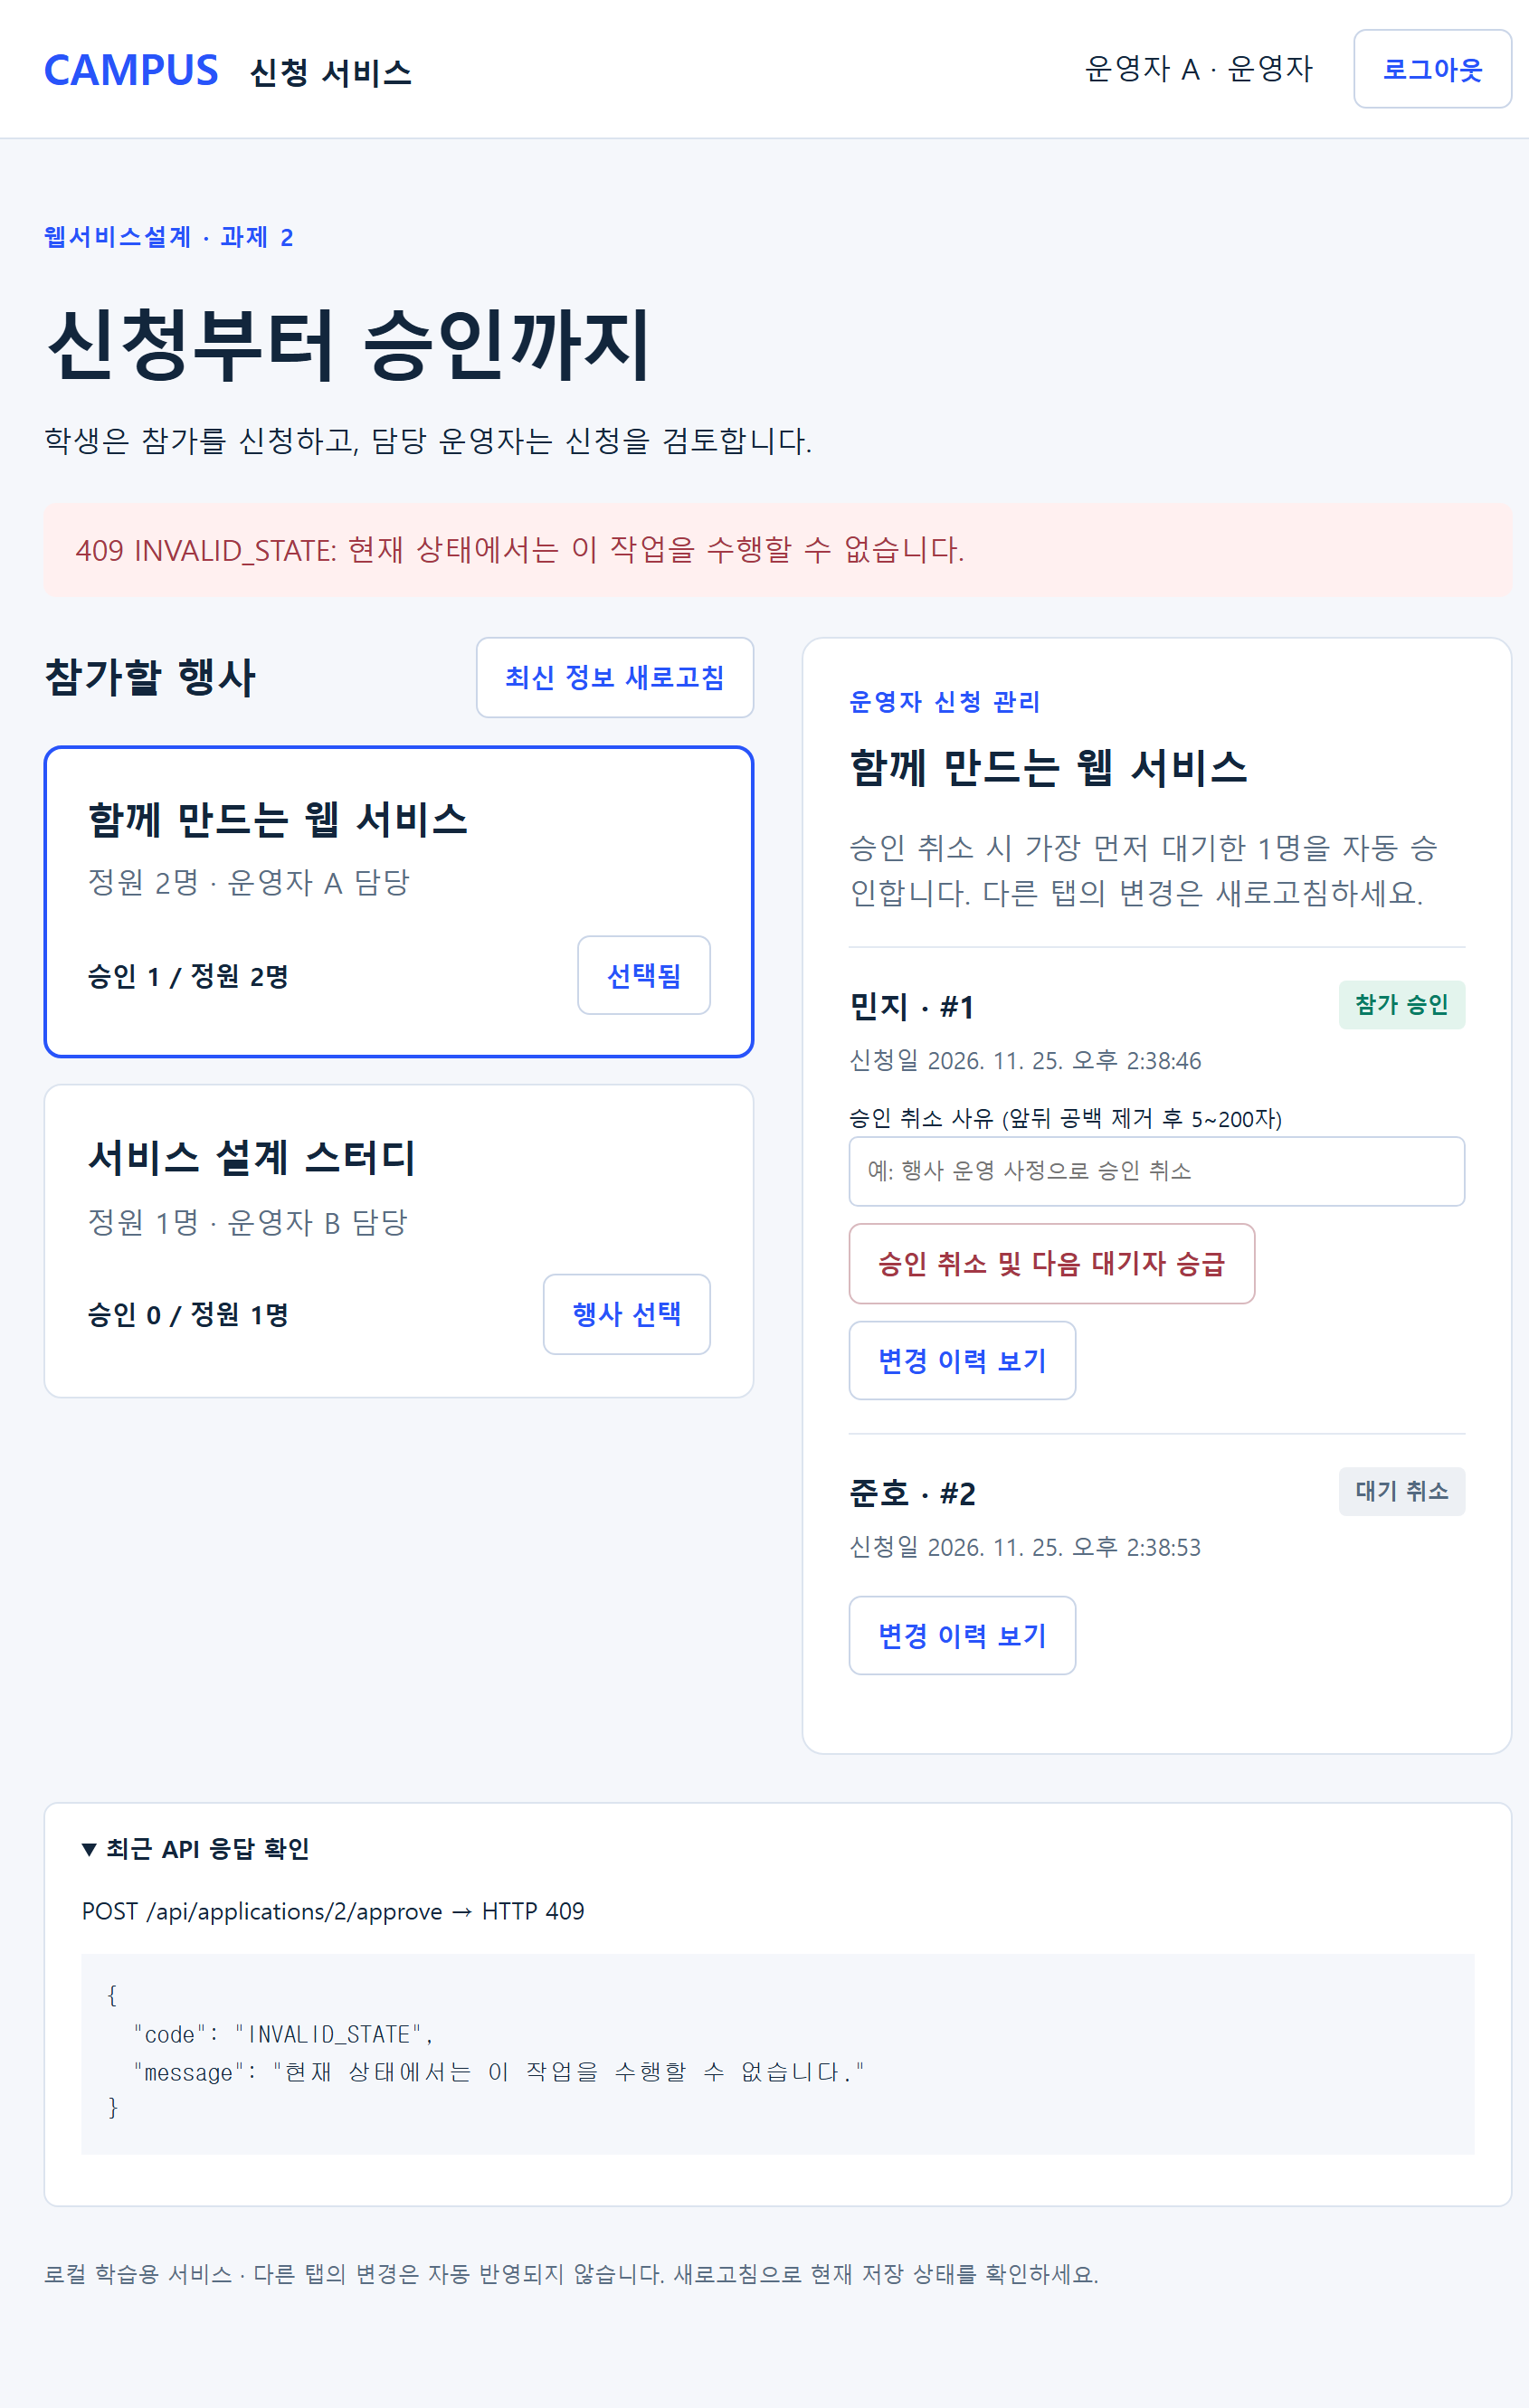 CAMPUS 신청 서비스
운영자 A · 운영자
로그아웃
웹서비스설계 · 과제 2
신청부터 승인까지
학생은 참가를 신청하고, 담당 운영자는 신청을 검토합니다.
409 INVALID_STATE: 현재 상태에서는 이 작업을 수행할 수 없습니다.
참가할 행사
최신 정보 새로고침
함께 만드는 웹 서비스
정원 2명 · 운영자 A 담당
승인 1 / 정원 2명
선택됨
서비스 설계 스터디
정원 1명 · 운영자 B 담당
승인 0 / 정원 1명
행사 선택
운영자 신청 관리
함께 만드는 웹 서비스
승인 취소 시 가장 먼저 대기한 1명을 자동 승
인합니다. 다른 탭의 변경은 새로고침하세요.
민지 · #1
참가 승인
신청일 2026. 11. 25. 오후 2:38:46
승인 취소 사유 (앞뒤 공백 제거 후 5~200자)
예: 행사 운영 사정으로 승인 취소
승인 취소 및 다음 대기자 승급
변경 이력 보기
준호 · #2
대기 취소
신청일 2026. 11. 25. 오후 2:38:53
변경 이력 보기
▼ 최근 API 응답 확인
POST /api/applications/2/approve → HTTP 409
{
"code": "INVALID_STATE",
"message": "현재 상태에서는 이 작업을 수행할 수 없습니다."
}
로컬 학습용 서비스 · 다른 탭의 변경은 자동 반영되지 않습니다. 새로고침으로 현재 저장 상태를 확인하세요.